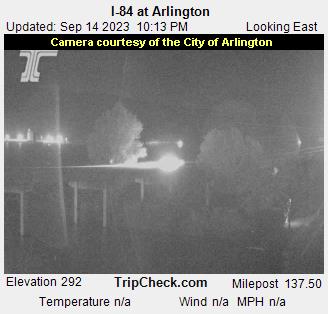 I-84 at Arlington
Updated: Sep 14 2023 10:13 PM Looking East
Camera courtesy of the City of Arlington
Elevation 292 TripCheck.com Milepost 137.50
Temperature n/a Wind n/a MPH n/a